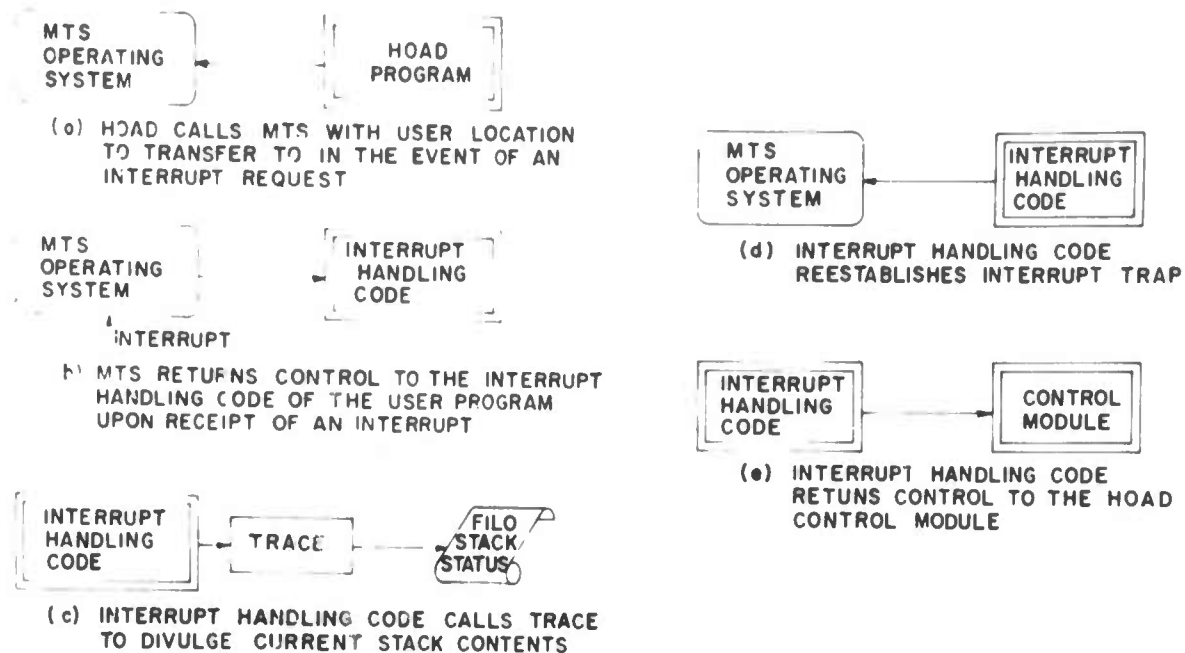 MTS
OPERATING
SYSTEM
HOAD
PROGRAM
(a) HOAD CALLS MTS WITH USER LOCATION
TO TRANSFER TO IN THE EVENT OF AN
INTERRUPT REQUEST
MTS
OPERATING
SYSTEM
INTERRUPT
HANDLING
CODE
INTERRUPT
b) MTS RETURNS CONTROL TO THE INTERRUPT
HANDLING CODE OF THE USER PROGRAM
UPON RECEIPT OF AN INTERRUPT
INTERRUPT
HANDLING
CODE
TRACE
FILO
STACK
STATUS
(c) INTERRUPT HANDLING CODE CALLS TRACE
TO DIVULGE CURRENT STACK CONTENTS
MTS
OPERATING
SYSTEM
INTERRUPT
HANDLING
CODE
(d) INTERRUPT HANDLING CODE
REESTABLISHES INTERRUPT TRAP
INTERRUPT
HANDLING
CODE
CONTROL
MODULE
(e) INTERRUPT HANDLING CODE
RETUNS CONTROL TO THE HOAD
CONTROL MODULE